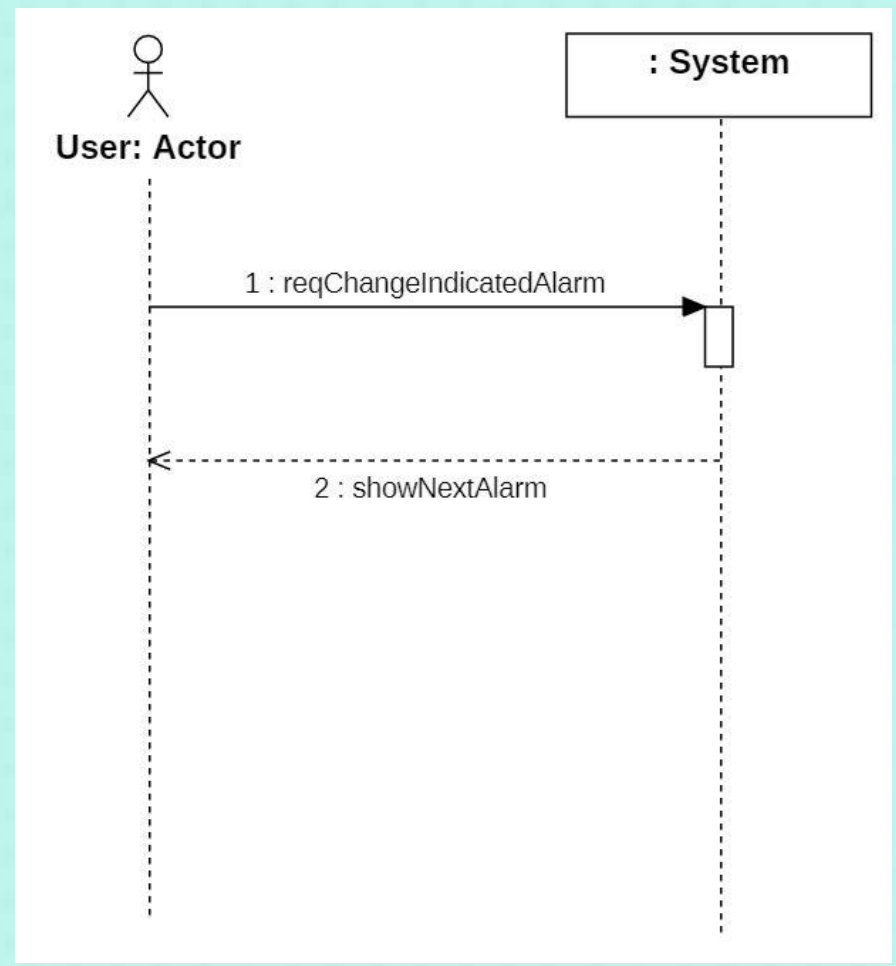 : System
User: Actor
1 : reqChangeIndicatedAlarm
2 : showNextAlarm